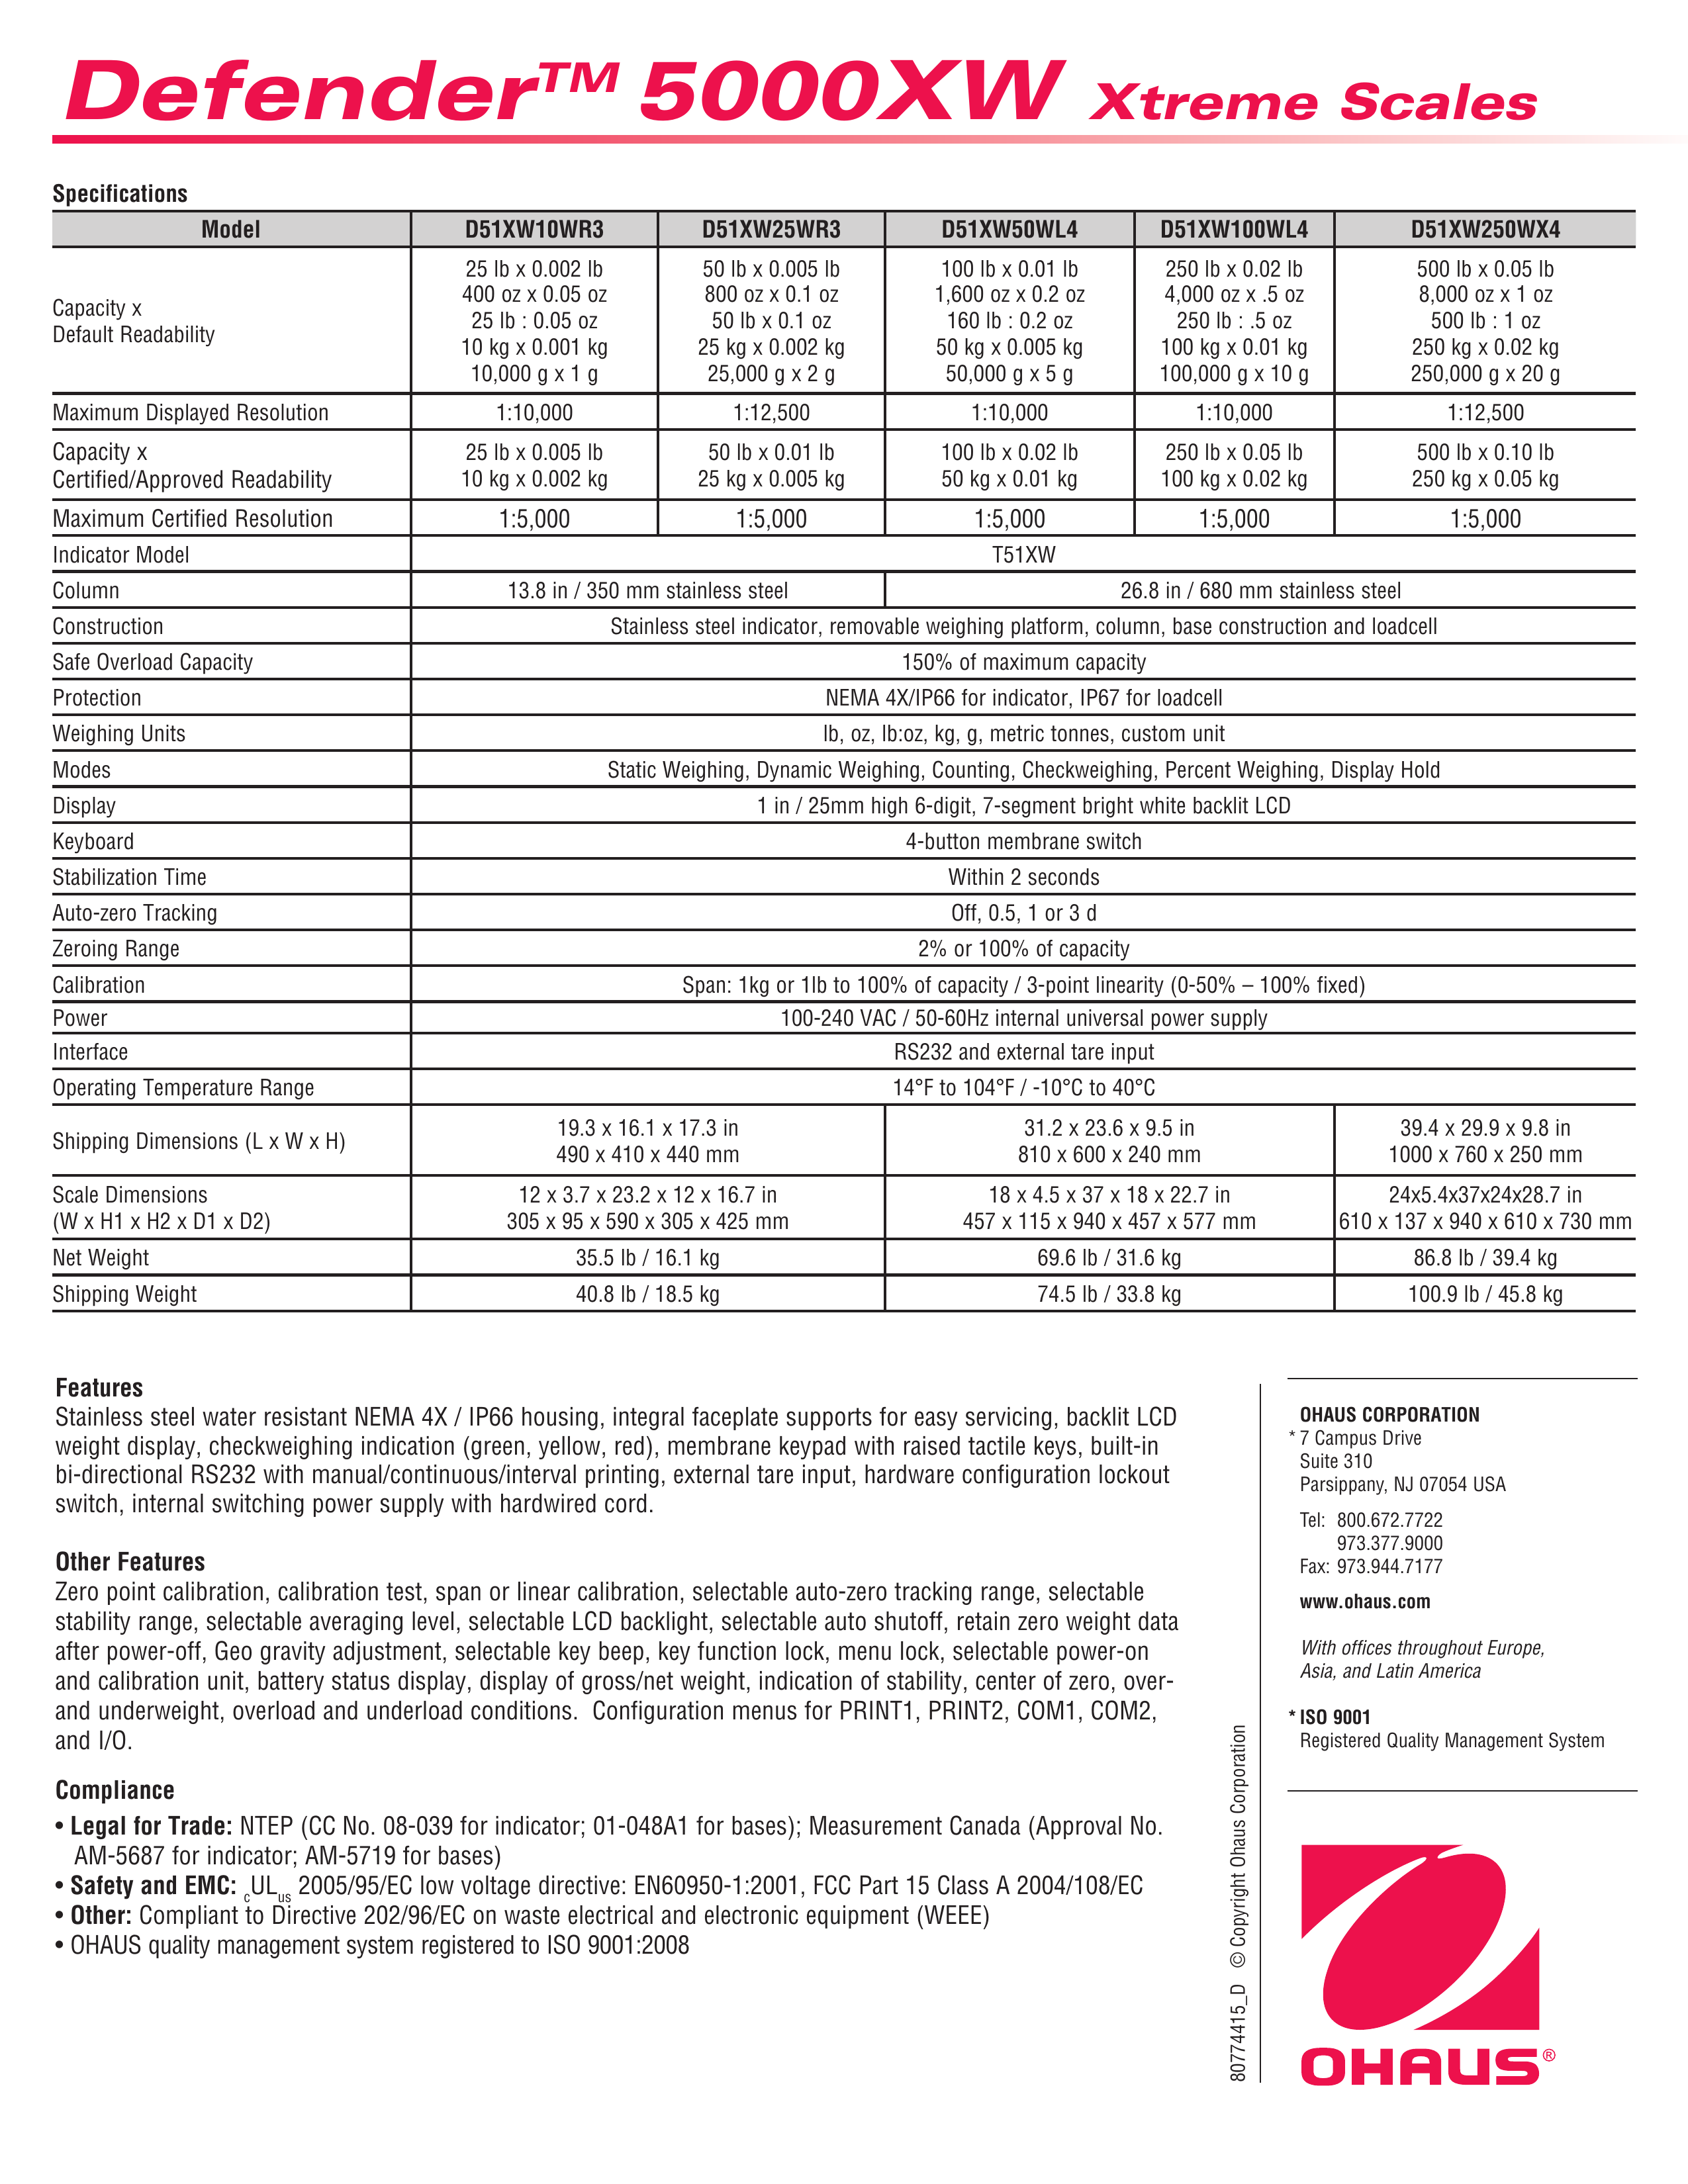 Defender™ 5000XW Xtreme Scales
Specifications
Model D51XW10WR3 D51XW25WR3 D51XW50WL4 D51XW100WL4 D51XW250WX4
Capacity x
Default Readability
25 lb x 0.002 lb 50 lb x 0.005 lb 100 lb x 0.01 lb 250 lb x 0.02 lb 500 lb x 0.05 lb
400 oz x 0.05 oz 800 oz x 0.1 oz 1,600 oz x 0.2 oz 4,000 oz x .5 oz 8,000 oz x 1 oz
25 lb : 0.05 oz 50 lb x 0.1 oz 160 lb : 0.2 oz 250 lb : .5 oz 500 lb : 1 oz
10 kg x 0.001 kg 25 kg x 0.002 kg 50 kg x 0.005 kg 100 kg x 0.01 kg 250 kg x 0.02 kg
10,000 g x 1 g 25,000 g x 2 g 50,000 g x 5 g 100,000 g x 10 g 250,000 g x 20 g
Maximum Displayed Resolution 1:10,000 1:12,500 1:10,000 1:10,000 1:12,500
Capacity x 25 lb x 0.005 lb 50 lb x 0.01 lb 100 lb x 0.02 lb 250 lb x 0.05 lb 500 lb x 0.10 lb
Certified/Approved Readability 10 kg x 0.002 kg 25 kg x 0.005 kg 50 kg x 0.01 kg 100 kg x 0.02 kg 250 kg x 0.05 kg
Maximum Certified Resolution 1:5,000 1:5,000 1:5,000 1:5,000 1:5,000
Indicator Model T51XW
Column 13.8 in / 350 mm stainless steel 26.8 in / 680 mm stainless steel
Construction Stainless steel indicator, removable weighing platform, column, base construction and loadcell
Safe Overload Capacity 150% of maximum capacity
Protection NEMA 4X/IP66 for indicator, IP67 for loadcell
Weighing Units lb, oz, lb:oz, kg, g, metric tonnes, custom unit
Modes Static Weighing, Dynamic Weighing, Counting, Checkweighing, Percent Weighing, Display Hold
Display 1 in / 25mm high 6-digit, 7-segment bright white backlit LCD
Keyboard 4-button membrane switch
Stabilization Time Within 2 seconds
Auto-zero Tracking Off, 0.5, 1 or 3 d
Zeroing Range 2% or 100% of capacity
Calibration Span: 1kg or 1lb to 100% of capacity / 3-point linearity (0-50% – 100% fixed)
Power 100-240 VAC / 50-60Hz internal universal power supply
Interface RS232 and external tare input
Operating Temperature Range 14°F to 104°F / -10°C to 40°C
Shipping Dimensions (L x W x H)
19.3 x 16.1 x 17.3 in 31.2 x 23.6 x 9.5 in 39.4 x 29.9 x 9.8 in
490 x 410 x 440 mm 810 x 600 x 240 mm 1000 x 760 x 250 mm
Scale Dimensions 12 x 3.7 x 23.2 x 12 x 16.7 in 18 x 4.5 x 37 x 18 x 22.7 in 24x5.4x37x24x28.7 in
(W x H1 x H2 x D1 x D2) 305 x 95 x 590 x 305 x 425 mm 457 x 115 x 940 x 457 x 577 mm 610 x 137 x 940 x 610 x 730 mm
Net Weight 35.5 lb / 16.1 kg 69.6 lb / 31.6 kg 86.8 lb / 39.4 kg
Shipping Weight 40.8 lb / 18.5 kg 74.5 lb / 33.8 kg 100.9 lb / 45.8 kg
Features
Stainless steel water resistant NEMA 4X / IP66 housing, integral faceplate supports for easy servicing, backlit LCD
weight display, checkweighing indication (green, yellow, red), membrane keypad with raised tactile keys, built-in
bi-directional RS232 with manual/continuous/interval printing, external tare input, hardware configuration lockout
switch, internal switching power supply with hardwired cord.
Other Features
Zero point calibration, calibration test, span or linear calibration, selectable auto-zero tracking range, selectable
stability range, selectable averaging level, selectable LCD backlight, selectable auto shutoff, retain zero weight data
after power-off, Geo gravity adjustment, selectable key beep, key function lock, menu lock, selectable power-on
and calibration unit, battery status display, display of gross/net weight, indication of stability, center of zero, over-
and underweight, overload and underload conditions.  Configuration menus for PRINT1, PRINT2, COM1, COM2,
and I/O.
Compliance
• Legal for Trade: NTEP (CC No. 08-039 for indicator; 01-048A1 for bases); Measurement Canada (Approval No.
AM-5687 for indicator; AM-5719 for bases)
• Safety and EMC: cULus 2005/95/EC low voltage directive: EN60950-1:2001, FCC Part 15 Class A 2004/108/EC
• Other: Compliant to Directive 202/96/EC on waste electrical and electronic equipment (WEEE)
• OHAUS quality management system registered to ISO 9001:2008
80774415_D © Copyright Ohaus Corporation
OHAUS CORPORATION
* 7 Campus Drive
Suite 310
Parsippany, NJ 07054 USA
Tel: 800.672.7722
973.377.9000
Fax: 973.944.7177
www.ohaus.com
With offices throughout Europe,
Asia, and Latin America
* ISO 9001
Registered Quality Management System
OHAUS®